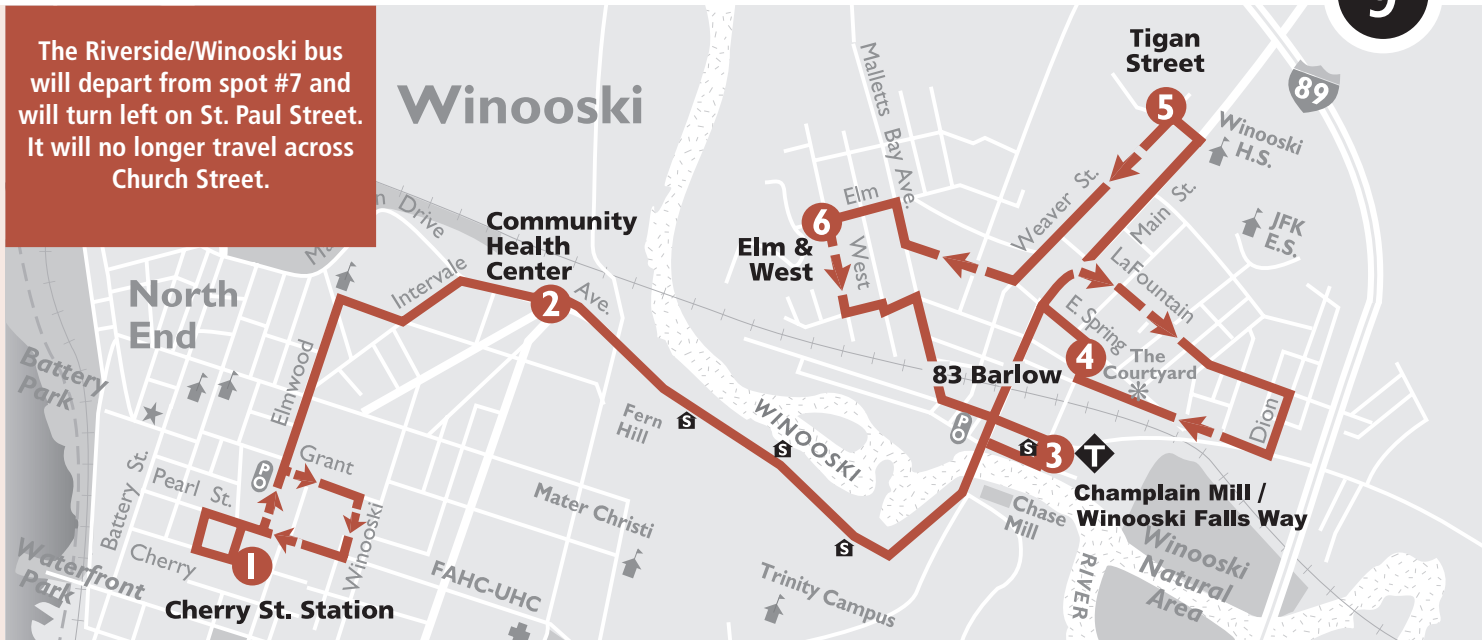 The Riverside/Winooski bus
will depart from spot #7 and
will turn left on St. Paul Street.
It will no longer travel across
Church Street.
9
Winooski
Tigan
Street
89
5
Winooski
H.S.
Malletts
Bay Ave.
Elm
6
Elm &
West
West
Weaver St.
Main St.
JFK
E.S.
LaFountain
E. Spring
4
The
Courtyard
83 Barlow
Dion
Drive
Community
Health
Center
2
Ave.
Intervale
North
End
Battery
Park
Elmwood
Fern
Hill
S
S
S
WINOOSKI
PO
S
3
T
Champlain Mill /
Winooski Falls Way
Chase
Mill
Grant
PO
Pearl St.
Battery St.
Cherry
1
Cherry St. Station
Winooski
Waterfront
Park
Mater Christi
FAHC-UHC
Trinity Campus
RIVER
Winooski
Natural
Area